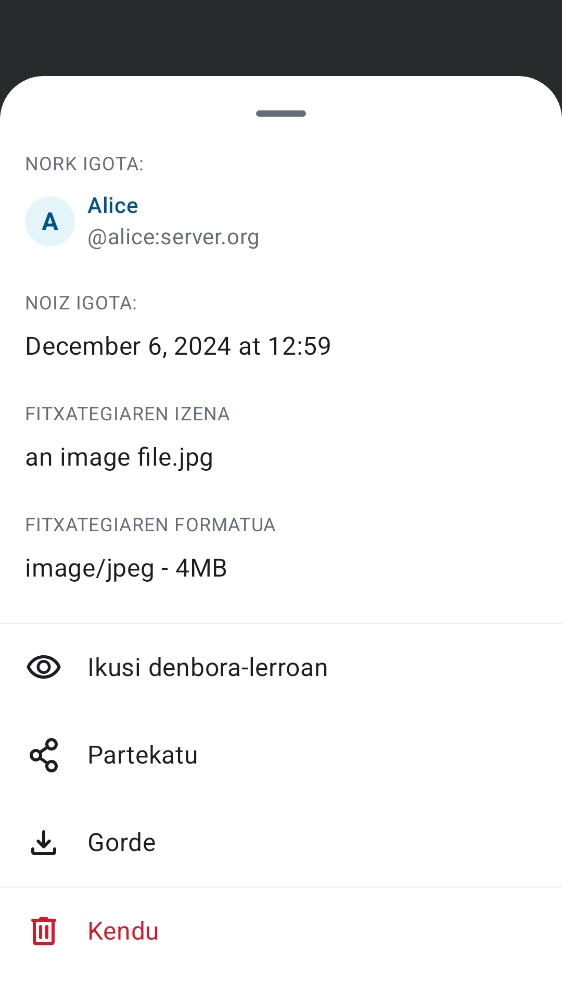 NORK IGOTA:
A
Alice
@alice:server.org
NOIZ IGOTA:
December 6, 2024 at 12:59
FITXATEGIAREN IZENA
an image file.jpg
FITXATEGIAREN FORMATUA
image/jpeg - 4MB
Ikusi denbora-lerroan
Partekatu
Gorde
Kendu